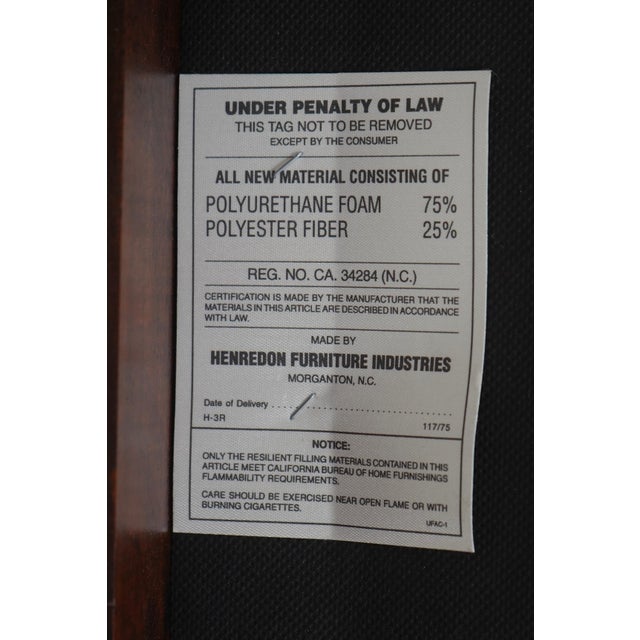 UNDER PENALTY OF LAW
THIS TAG NOT TO BE REMOVED
EXCEPT BY THE CONSUMER
ALL NEW MATERIAL CONSISTING OF
POLYURETHANE FOAM 75%
POLYESTER FIBER 25%
REG. NO. CA. 34284 (N.C.)
CERTIFICATION IS MADE BY THE MANUFACTURER THAT THE
MATERIALS IN THIS ARTICLE ARE DESCRIBED IN ACCORDANCE
WITH LAW.
MADE BY
HENREDON FURNITURE INDUSTRIES
MORGANTON, N.C.
Date of Delivery
H-3R 117/75
NOTICE:
ONLY THE RESILIENT FILLING MATERIALS CONTAINED IN THIS
ARTICLE MEET CALIFORNIA BUREAU OF HOME FURNISHINGS
FLAMMABILITY REQUIREMENTS.
CARE SHOULD BE EXERCISED NEAR OPEN FLAME OR WITH
BURNING CIGARETTES.
UFAC-1